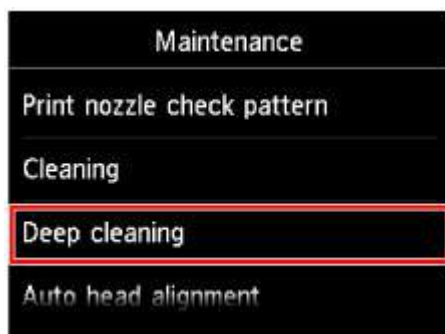 Maintenance
Print nozzle check pattern
Cleaning
Deep cleaning
Auto head alignment